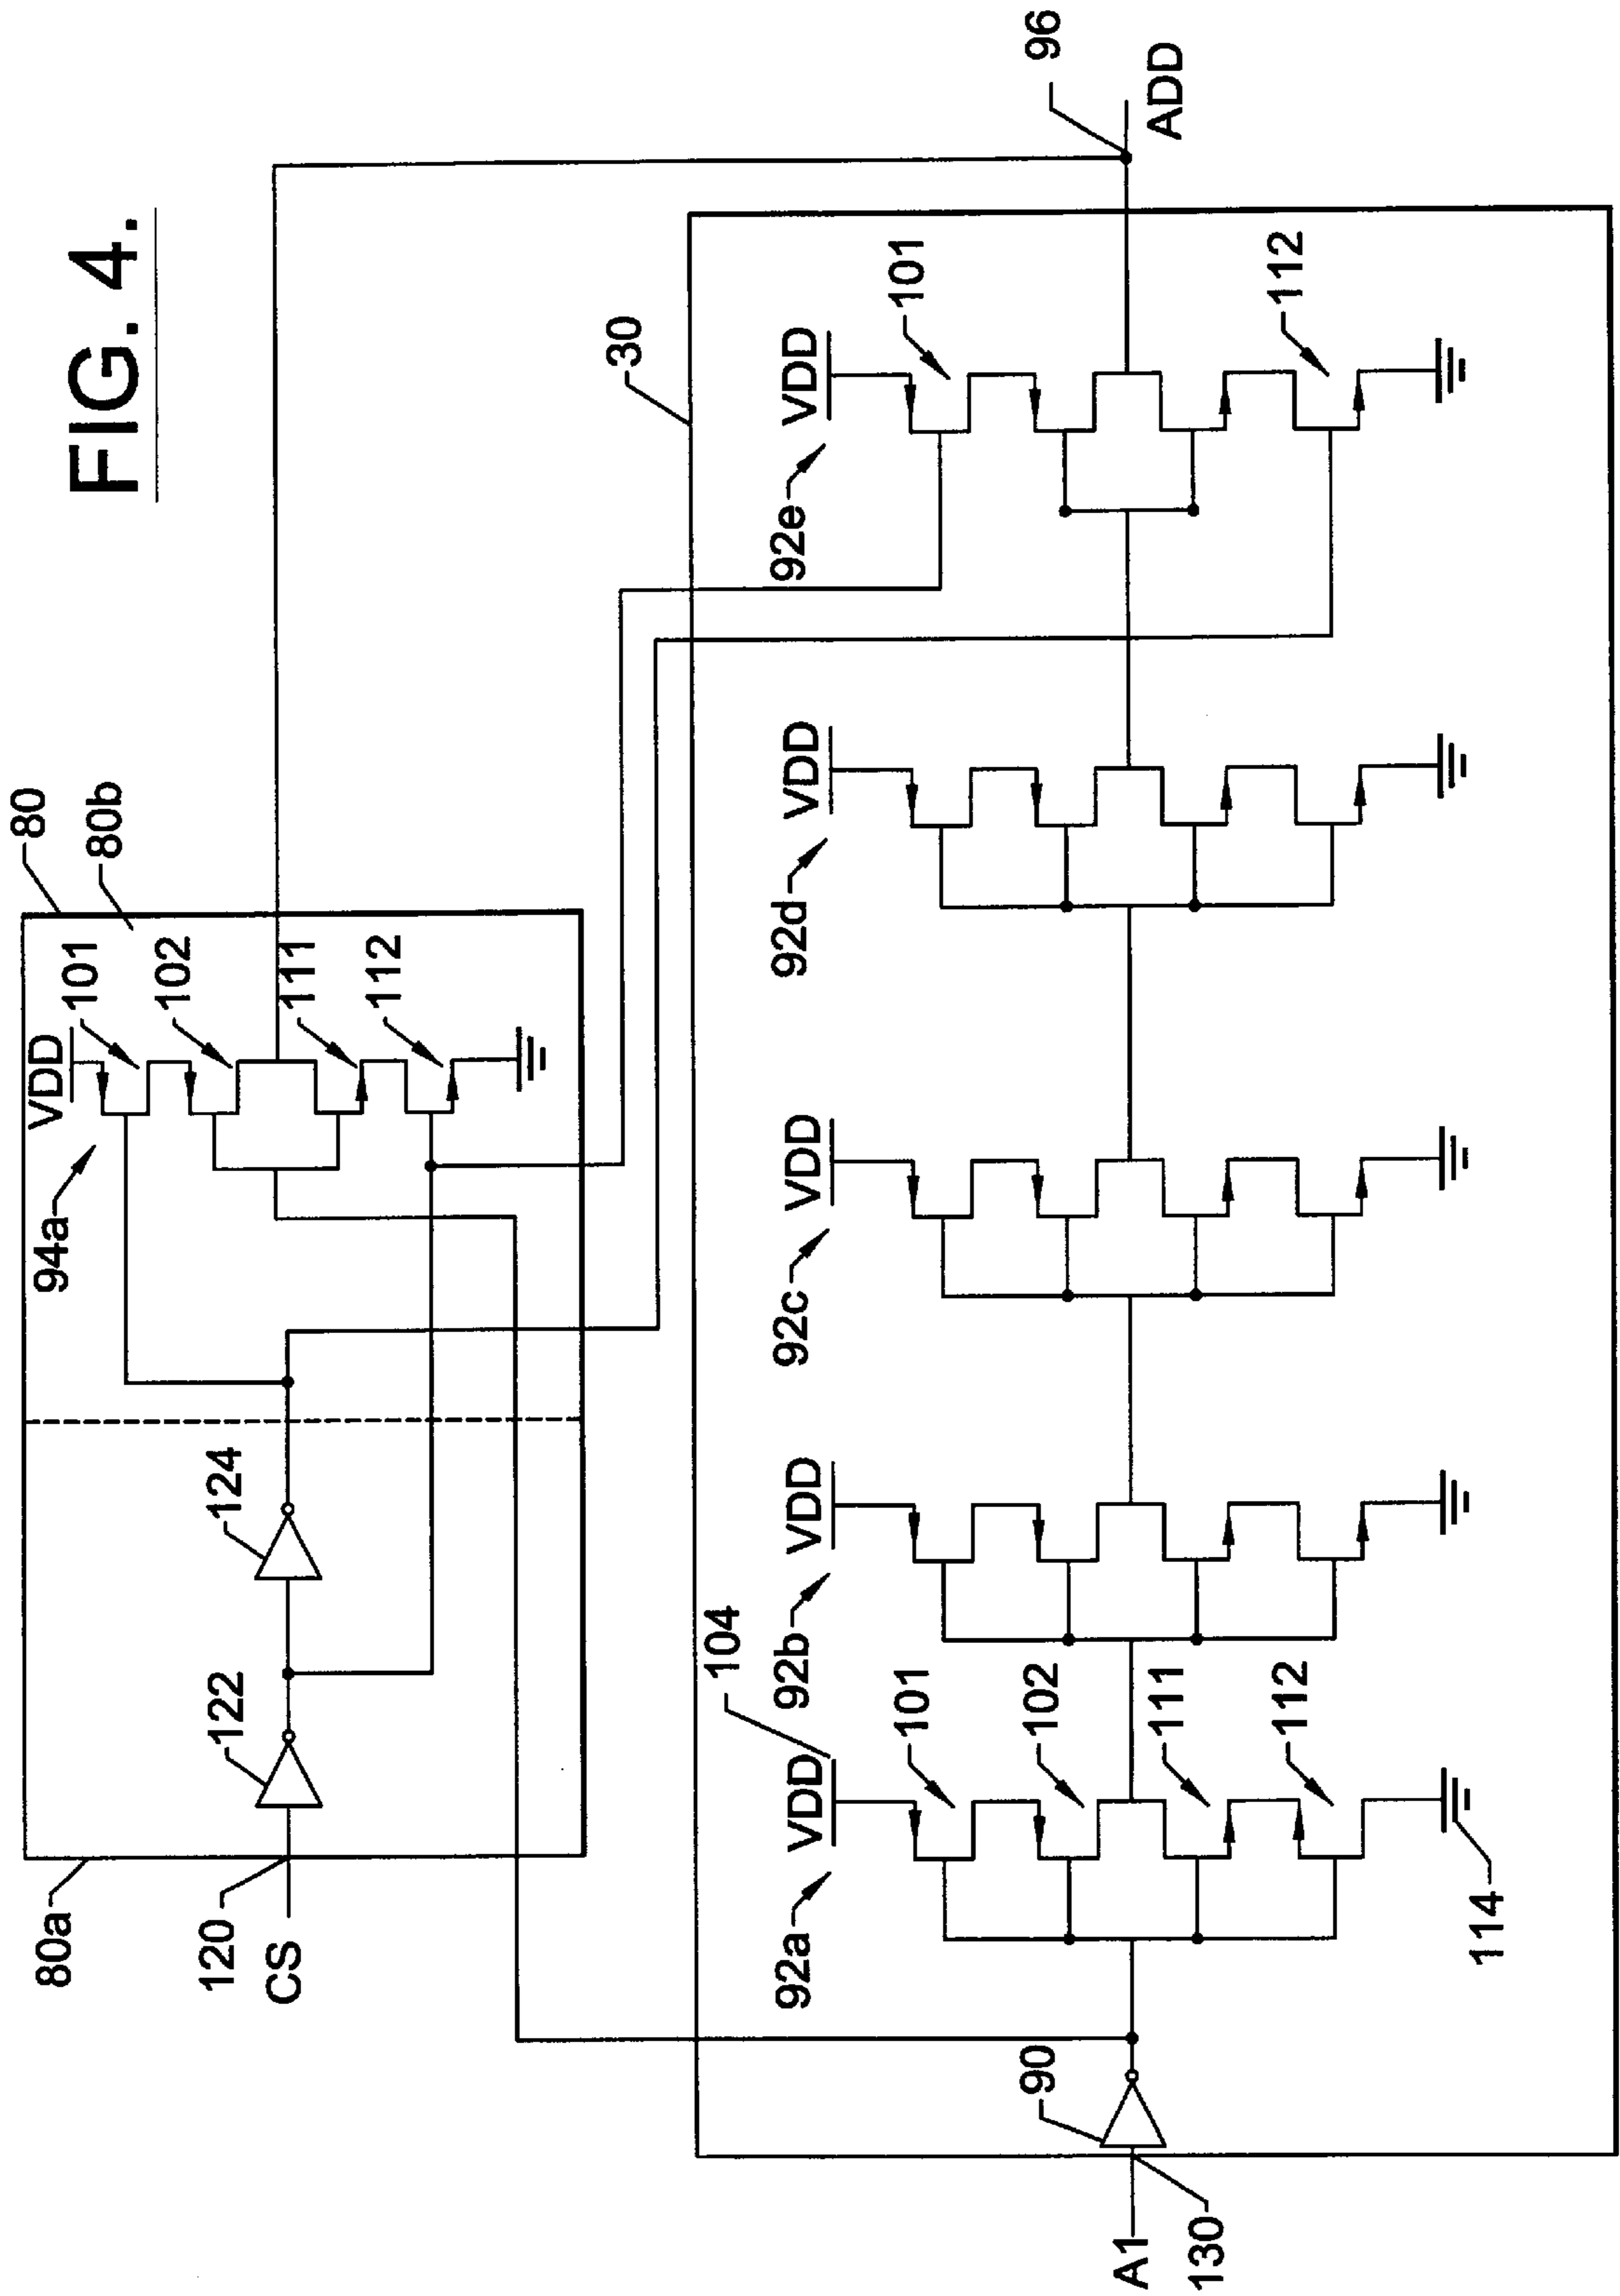 FIG. 4.
80
80a
80b
94a
VDD
101
102
111
112
122
124
120
CS
96
ADD
30
92a
VDD
104
92b
VDD
92c
VDD
92d
VDD
92e
VDD
101
102
111
112
101
112
90
A1
130
114